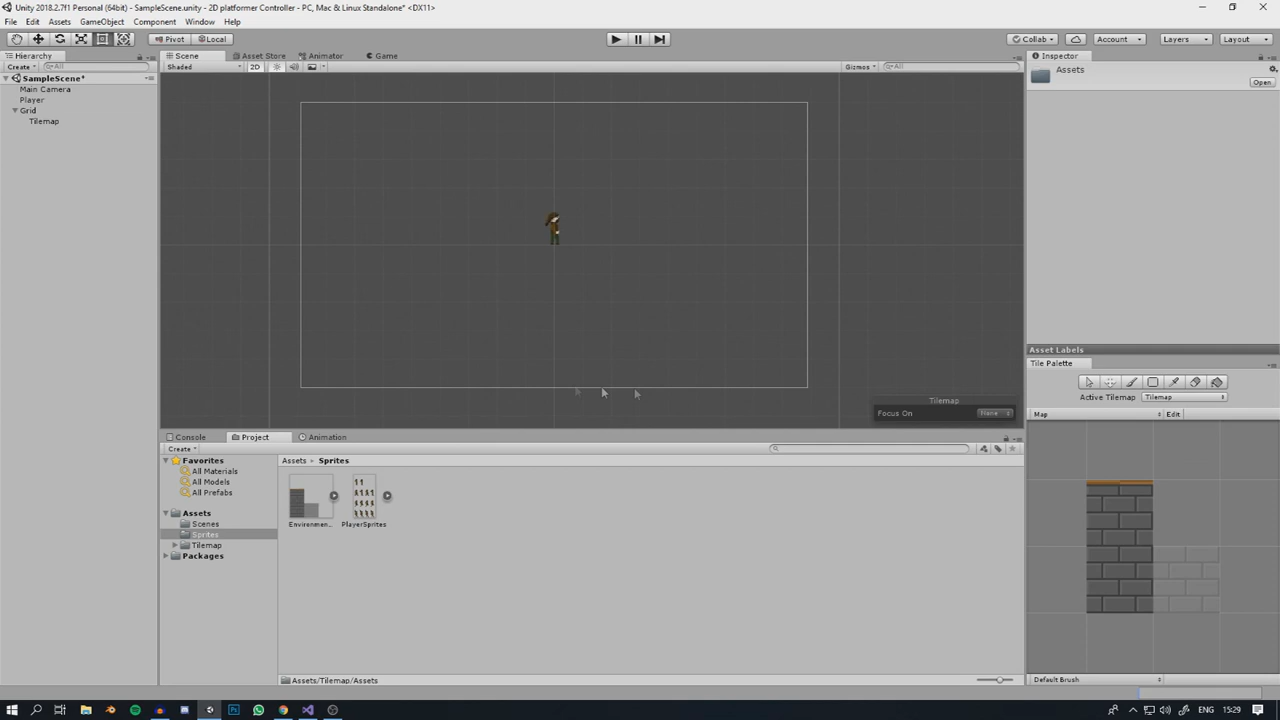 Unity 2018.2.7f1 Personal (64bit) - SampleScene.unity - 2D platformer Controller - PC, Mac & Linux Standalone* <DX11>
File Edit Assets GameObject Component Window Help
Pivot Local Collab Account Layers Layout
Hierarchy Scene Asset Store Animator Game Inspector
Create All Shaded 2D Gizmos All Assets
SampleScene* Open
Main Camera
Player
Grid
Tilemap
Asset Labels
Tile Palette
Active Tilemap Tilemap
Tilemap
Focus On None Map Edit
Console Project Animation
Create
Favorites Assets Sprites
All Materials
All Models
All Prefabs
Assets
Scenes Environmen... PlayerSprites
Sprites
Tilemap
Packages
Assets/Tilemap/Assets Default Brush
ENG 15:29